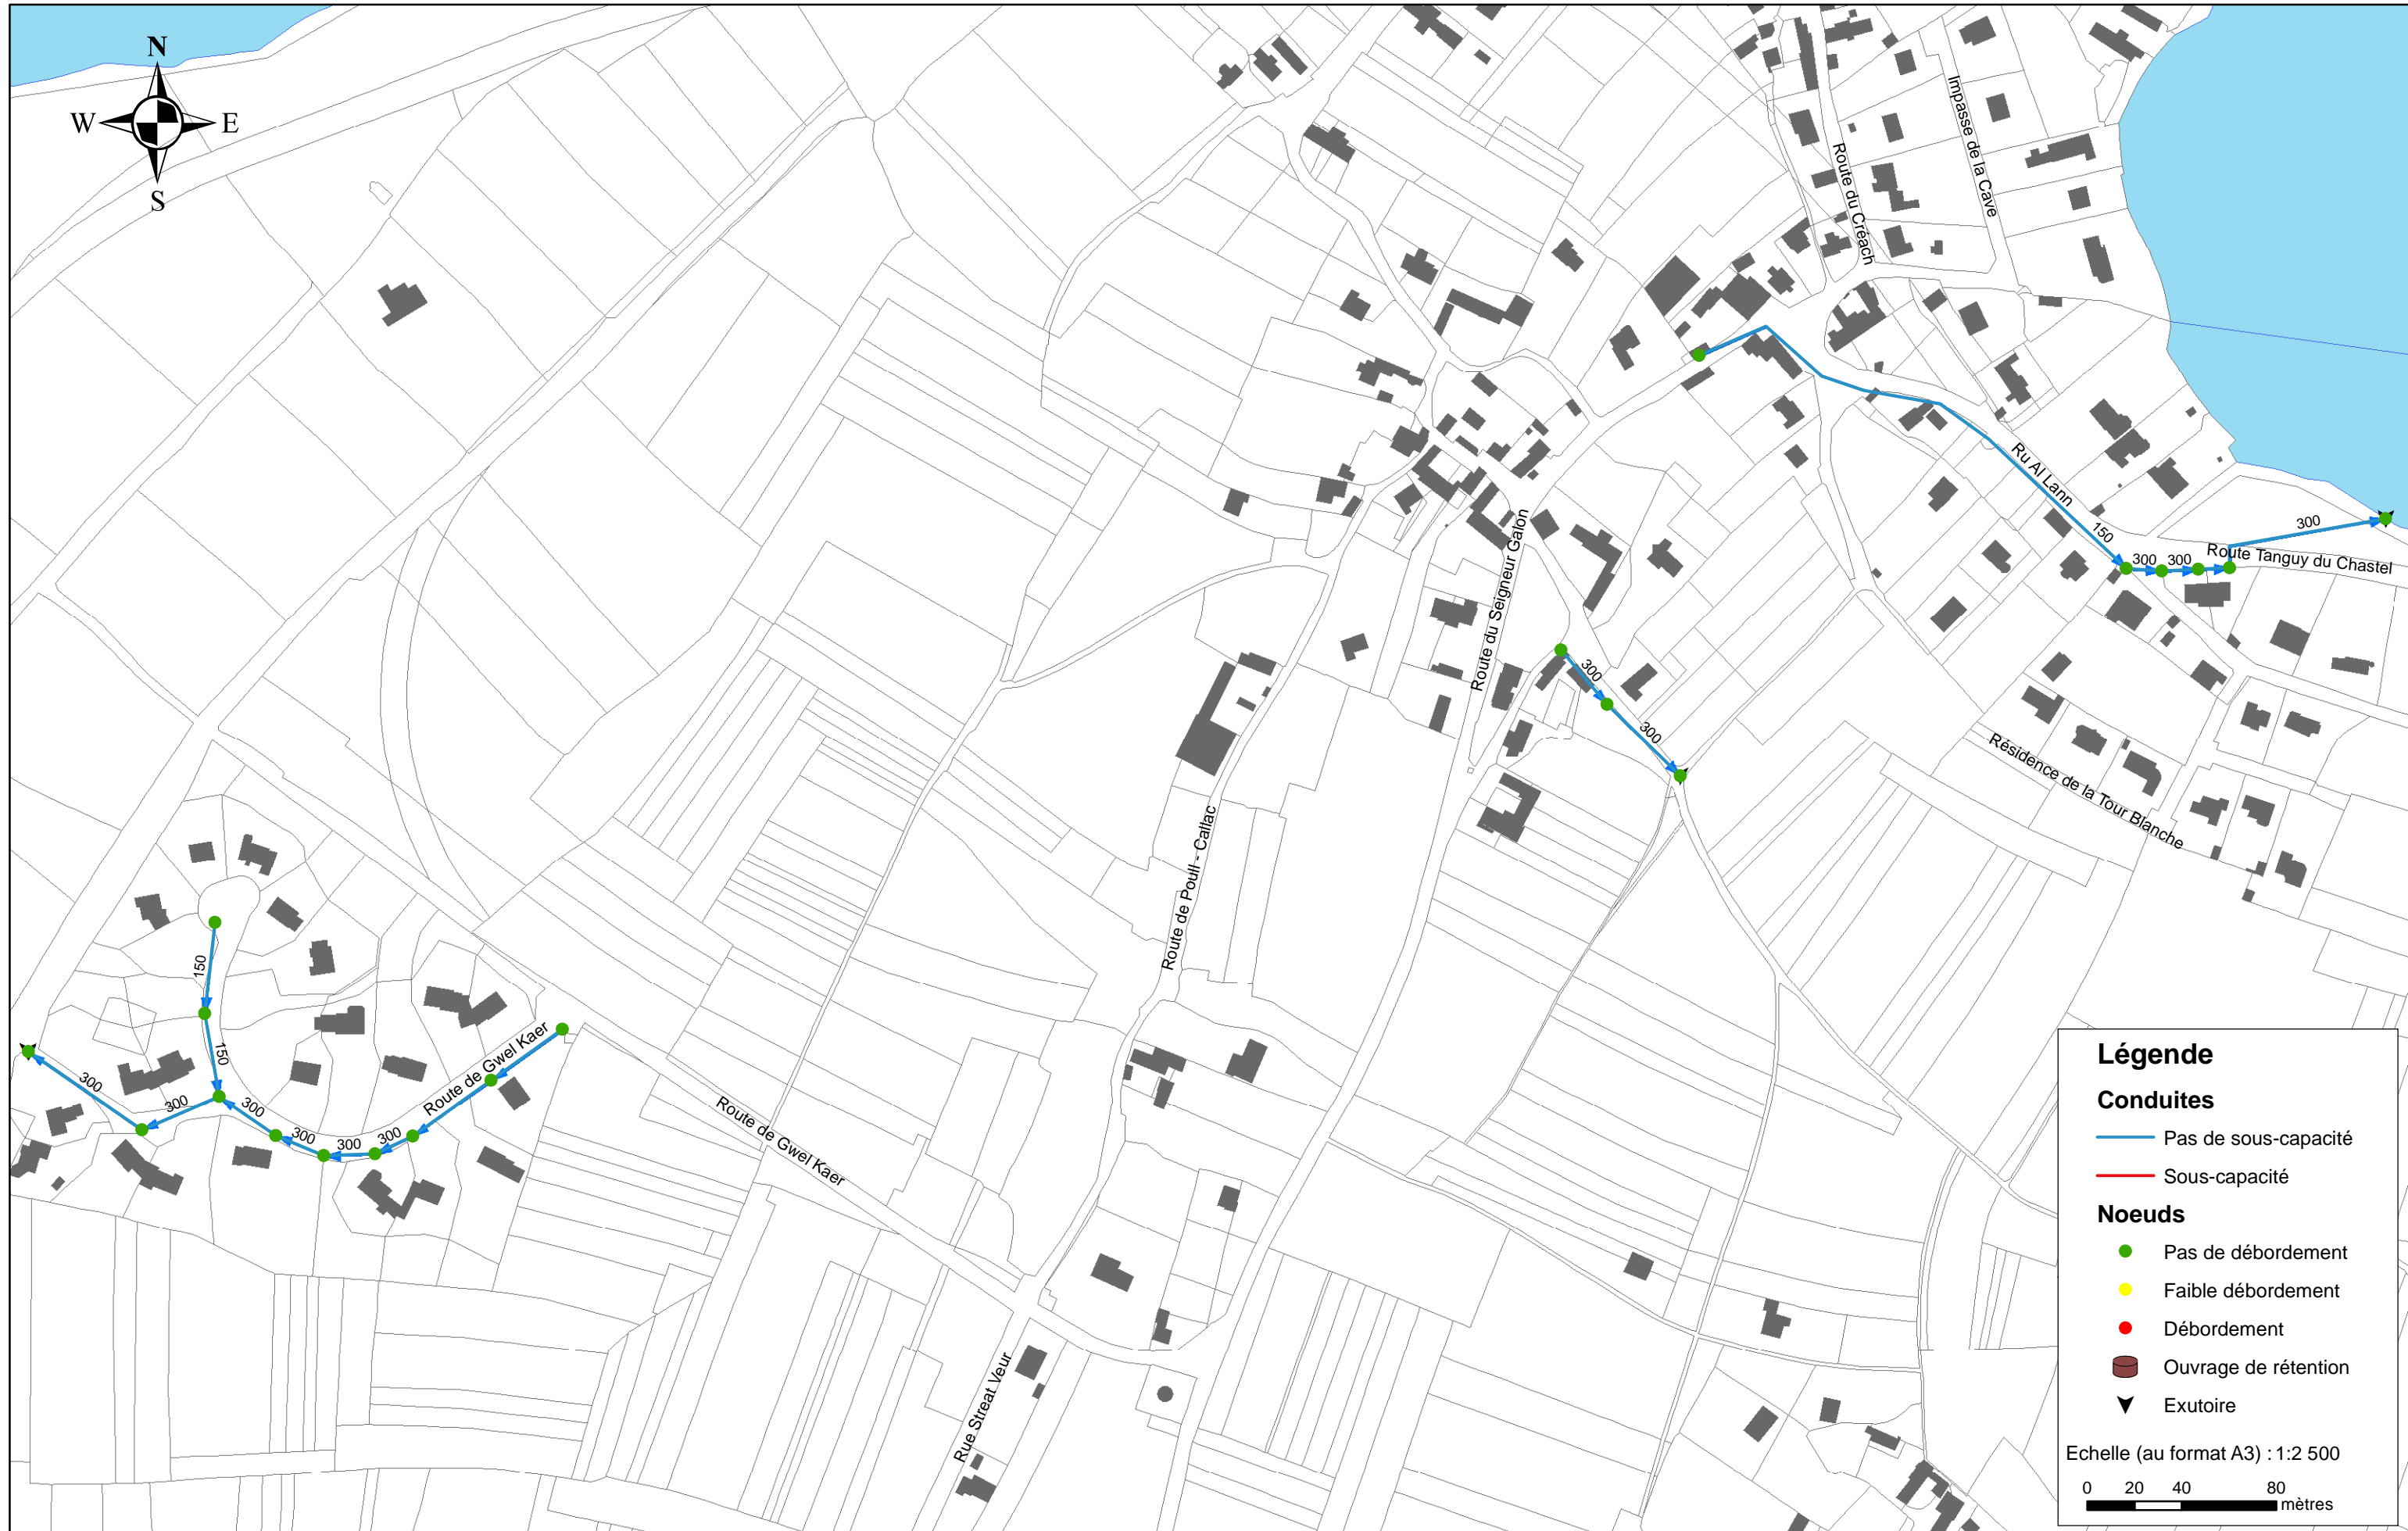 N
W
E
S
Impasse de la Cave
Route du Créach
Ru Al Lann
150
300
300
300
Route Tanguy du Chastel
Route du Seigneur Galon
300
300
Résidence de la Tour Blanche
Route de Poull - Callac
150
150
300
300
300
300
300
300
Route de Gwel Kaer
Route de Gwel Kaer
Rue Streat Veur
Légende
Conduites
Pas de sous-capacité
Sous-capacité
Noeuds
Pas de débordement
Faible débordement
Débordement
Ouvrage de rétention
Exutoire
Echelle (au format A3) : 1:2 500
0 20 40 80
mètres